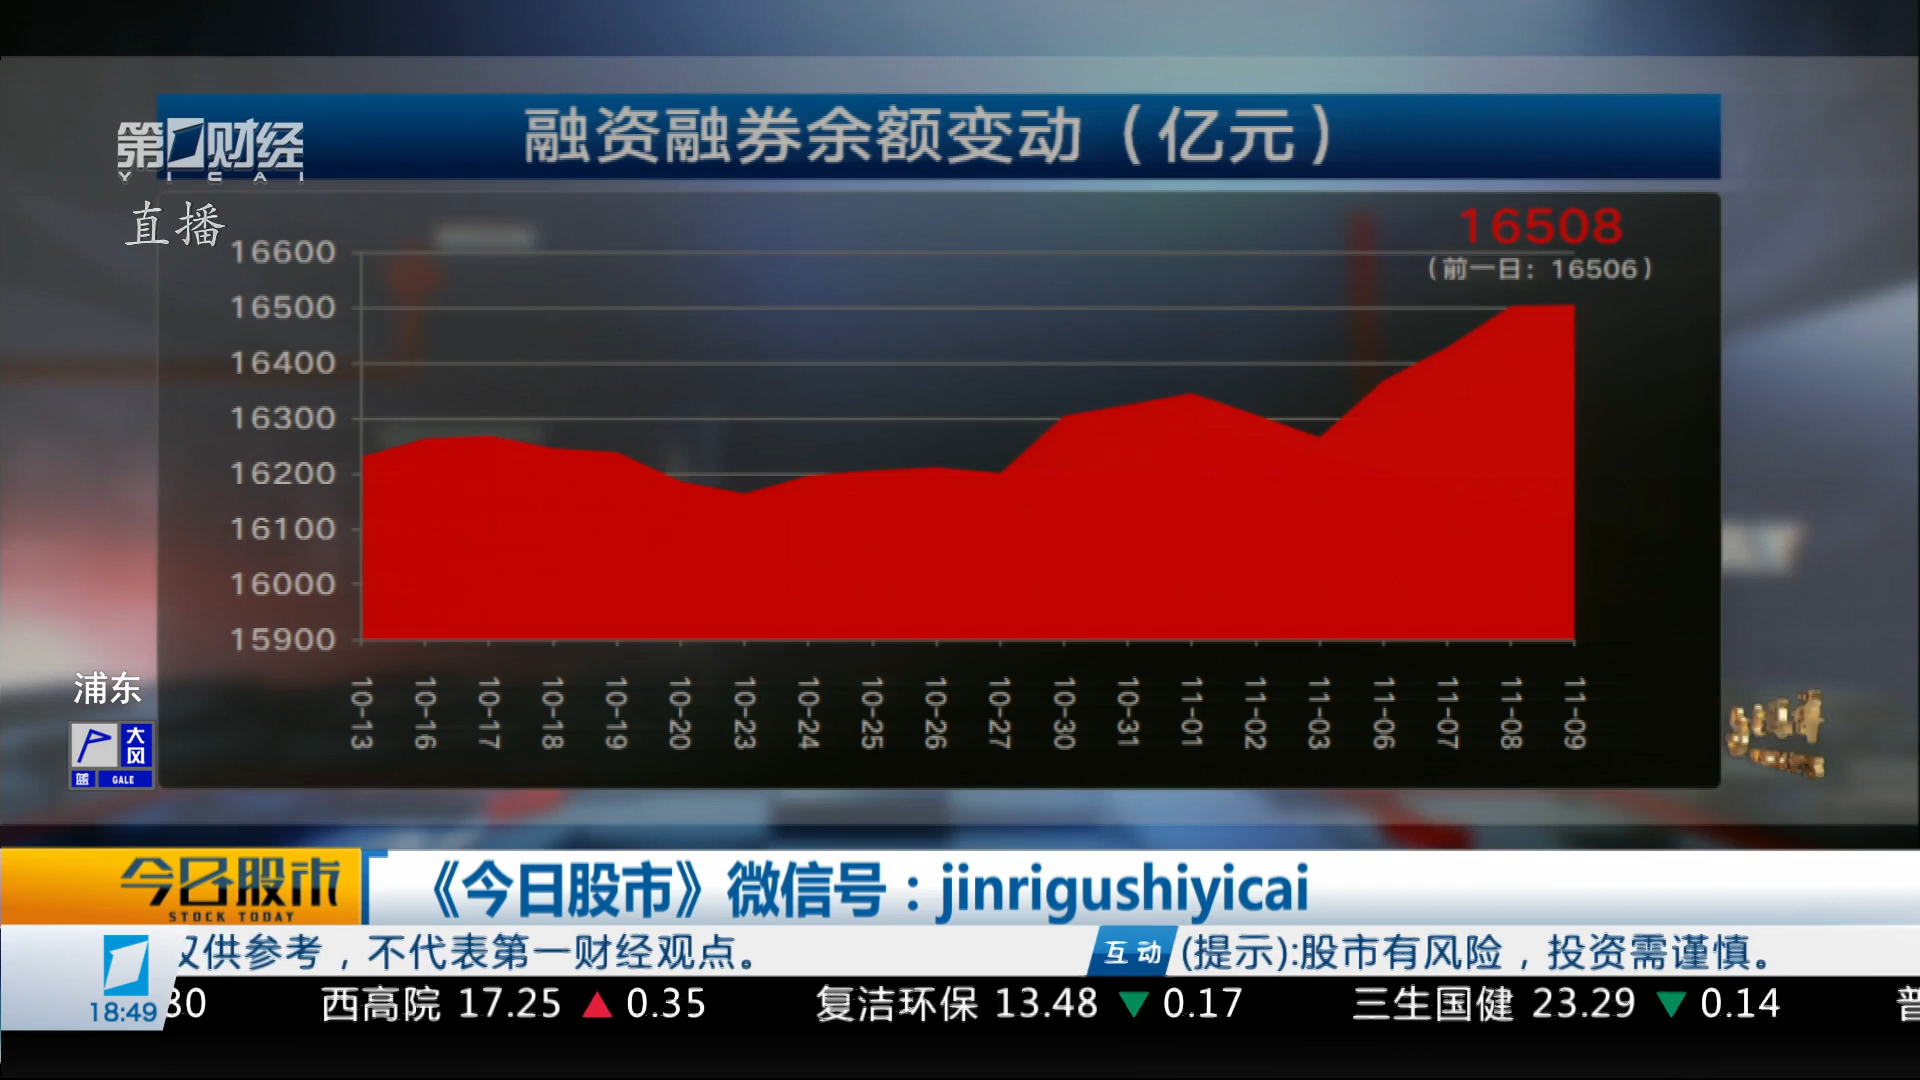 第一财经
YICAI
直播
融资融券余额变动（亿元）
16508
（前一日：16506）
16600
16500
16400
16300
16200
16100
16000
15900
10-13
10-16
10-17
10-18
10-19
10-20
10-23
10-24
10-25
10-26
10-27
10-30
10-31
11-01
11-02
11-03
11-06
11-07
11-08
11-09
浦东
大风
蓝 GALE
今日股市
STOCK TODAY
《今日股市》微信号：jinrigushiyicai
仅供参考，不代表第一财经观点。 互动 (提示):股市有风险，投资需谨慎。
18:49
30 西高院 17.25 ▲ 0.35 复洁环保 13.48 ▼ 0.17 三生国健 23.29 ▼ 0.14 普